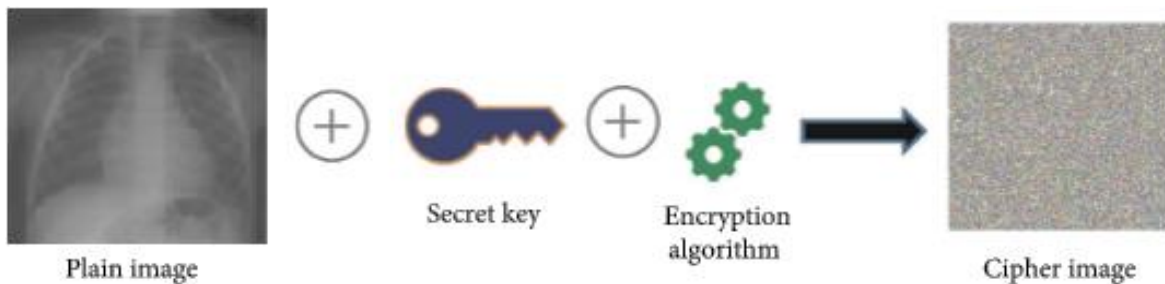 Plain image
Secret key
Encryption
algorithm
Cipher image